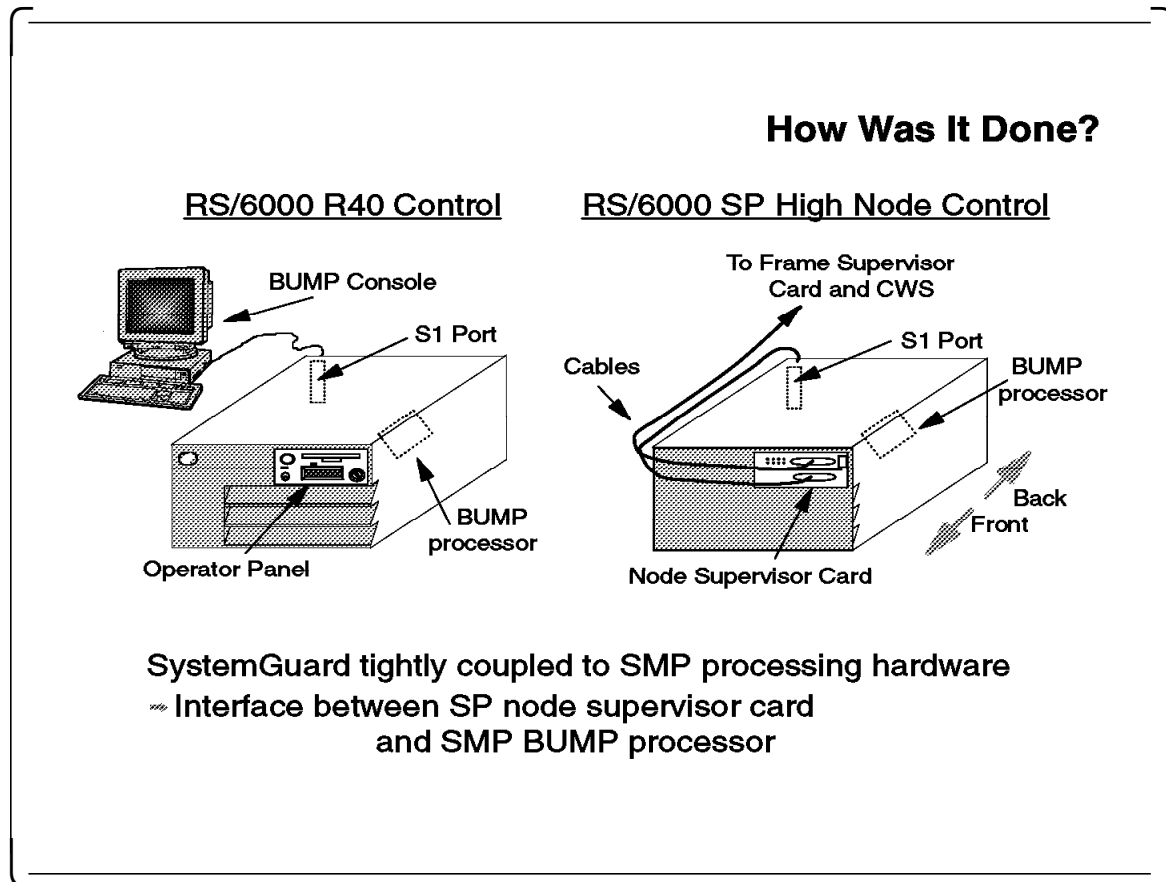 How Was It Done?
RS/6000 R40 Control
RS/6000 SP High Node Control
BUMP Console
S1 Port
BUMP
processor
Operator Panel
To Frame Supervisor
Card and CWS
S1 Port
Cables
BUMP
processor
Back
Front
Node Supervisor Card
SystemGuard tightly coupled to SMP processing hardware
Interface between SP node supervisor card
and SMP BUMP processor